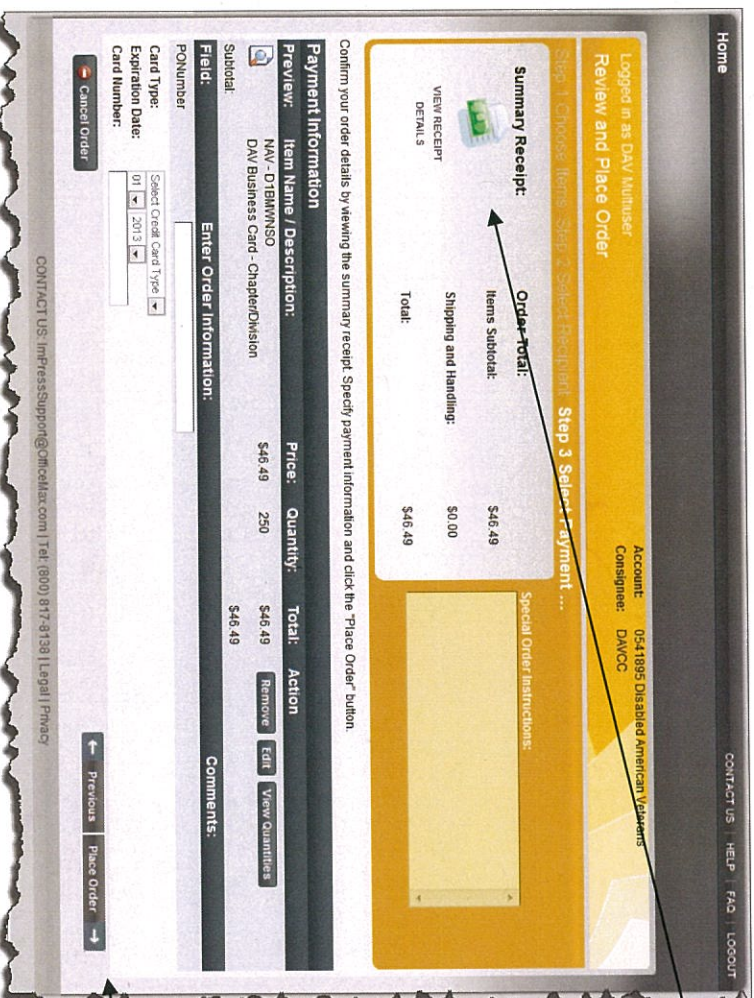 Home
CONTACT US | HELP | FAQ | LOGOUT
Logged in as DAV Multiuser
Account: 0541895 Disabled American Veterans
Review and Place Order
Consignee: DAVCC
Step 1 Choose Items Step 2 Select Recipient Step 3 Select Payment ...
Summary Receipt:
VIEW RECEIPT
DETAILS
Order Total:
Items Subtotal: $46.49
Shipping and Handling: $0.00
Total: $46.49
Special Order Instructions:
Confirm your order details by viewing the summary receipt. Specify payment information and click the "Place Order" button.
Payment Information
Preview: Item Name / Description: Price: Quantity: Total: Action
NAV - D1BMWNSO
DAV Business Card - Chapter/Division $46.49 250 $46.49 Remove Edit View Quantities
Subtotal: $46.49
Field: Enter Order Information: Comments:
PONumber
Card Type: Select Credit Card Type
Expiration Date: 01 2013
Card Number:
Cancel Order
Previous Place Order
CONTACT US: ImPressSupport@OfficeMax.com | Tel: (800) 817-8138 | Legal | Privacy